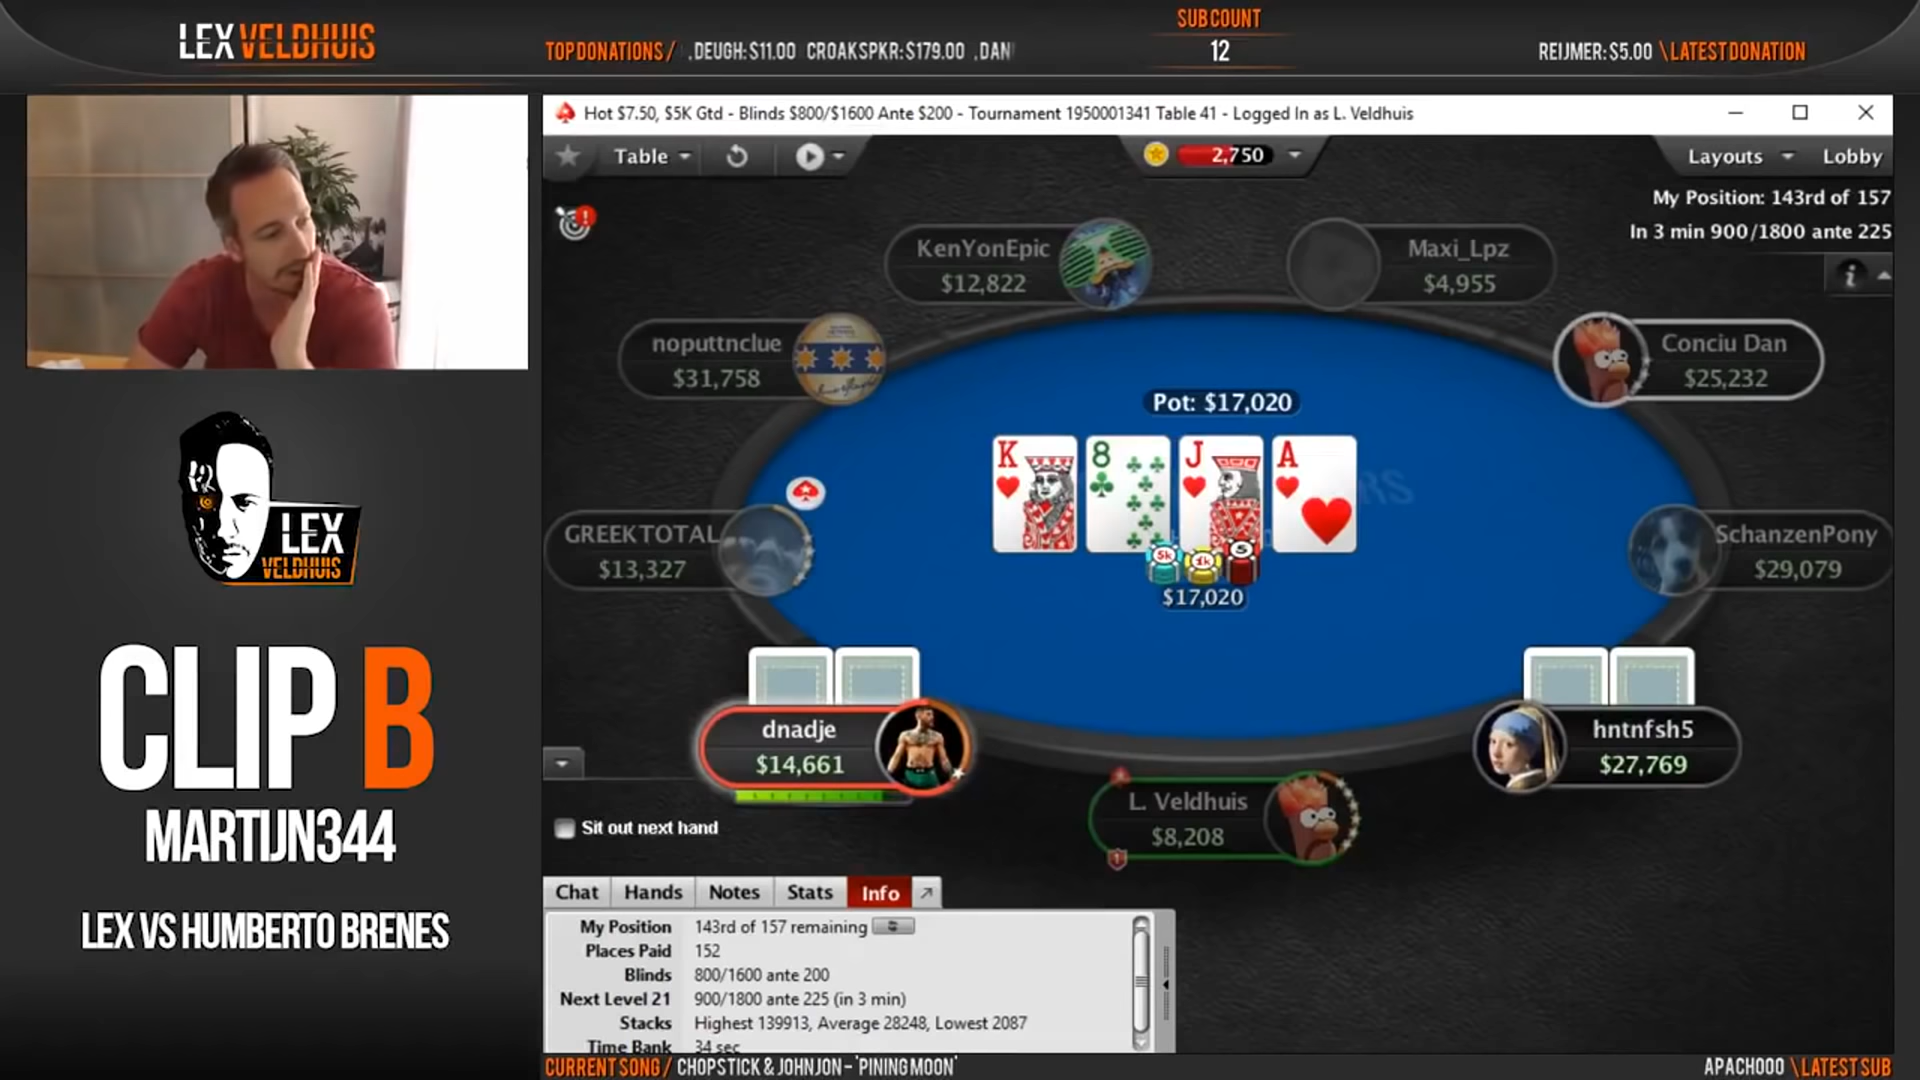 LEX VELDHUIS
TOP DONATIONS / , DEUGH: $11.00 CROAKSPKR: $179.00 , DAN
SUB COUNT
12
REIJMER: $5.00 \ LATEST DONATION
Hot $7.50, $5K Gtd - Blinds $800/$1600 Ante $200 - Tournament 1950001341 Table 41 - Logged In as L. Veldhuis
Table
2,750
Layouts
Lobby
My Position: 143rd of 157
In 3 min 900/1800 ante 225
KenYonEpic
$12,822
Maxi_Lpz
$4,955
noputtnclue
$31,758
Conciu Dan
$25,232
Pot: $17,020
K
8
J
A
RS
5k
1k
5
$17,020
GREEKTOTAL
$13,327
SchanzenPony
$29,079
dnadje
$14,661
hntnfsh5
$27,769
L. Veldhuis
$8,208
Sit out next hand
Chat Hands Notes Stats Info
My Position 143rd of 157 remaining
Places Paid 152
Blinds 800/1600 ante 200
Next Level 21 900/1800 ante 225 (in 3 min)
Stacks Highest 139913, Average 28248, Lowest 2087
Time Bank 34 sec
LEX
VELDHUIS
CLIP B
MARTIJN344
LEX VS HUMBERTO BRENES
CURRENT SONG / CHOPSTICK & JOHNJON - 'PINING MOON'
APACHOOO \ LATEST SUB